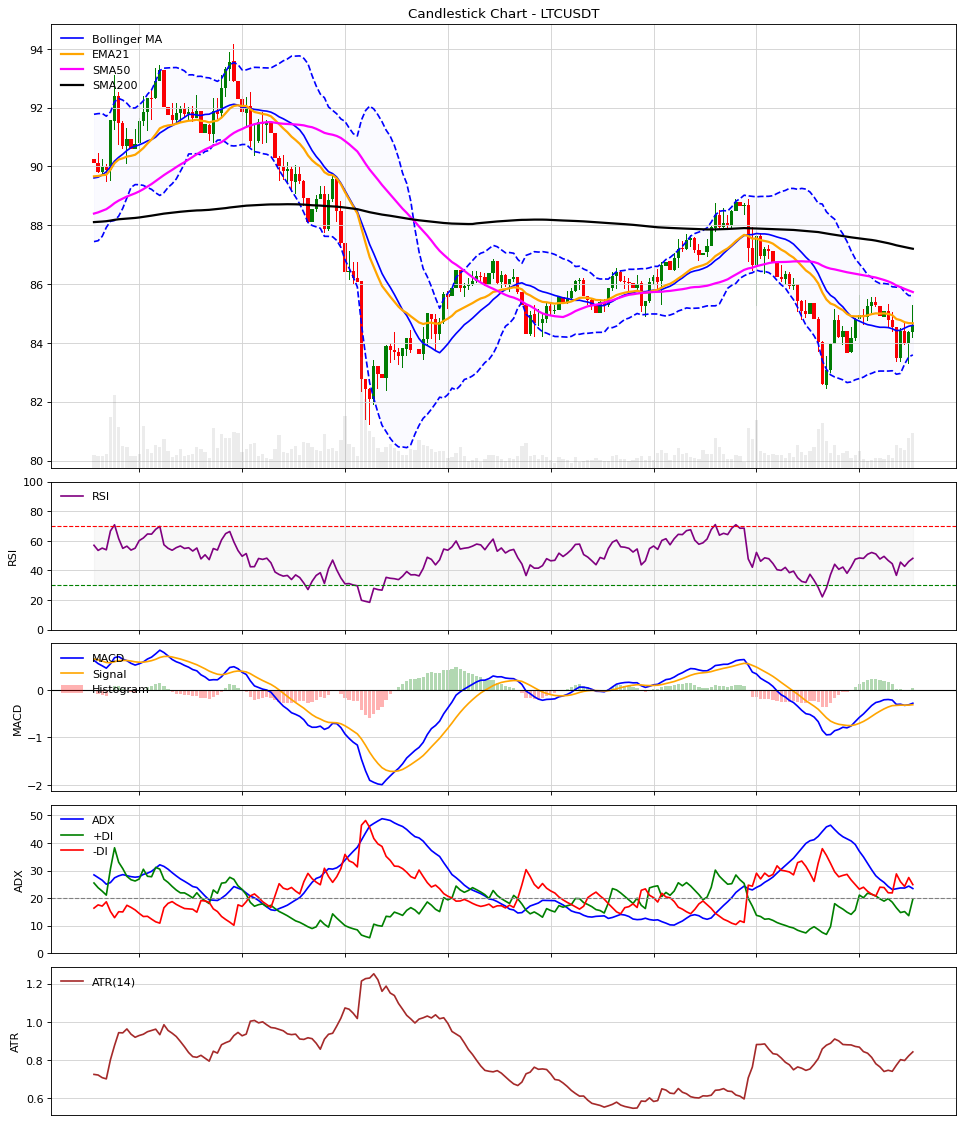 Candlestick Chart - LTCUSDT
Bollinger MA
EMA21
SMA50
SMA200
94
92
90
88
86
84
82
80
RSI
RSI
100
80
60
40
20
0
MACD
Signal
Histogram
MACD
0
−1
−2
ADX
+DI
-DI
ADX
50
40
30
20
10
0
ATR(14)
ATR
1.2
1.0
0.8
0.6